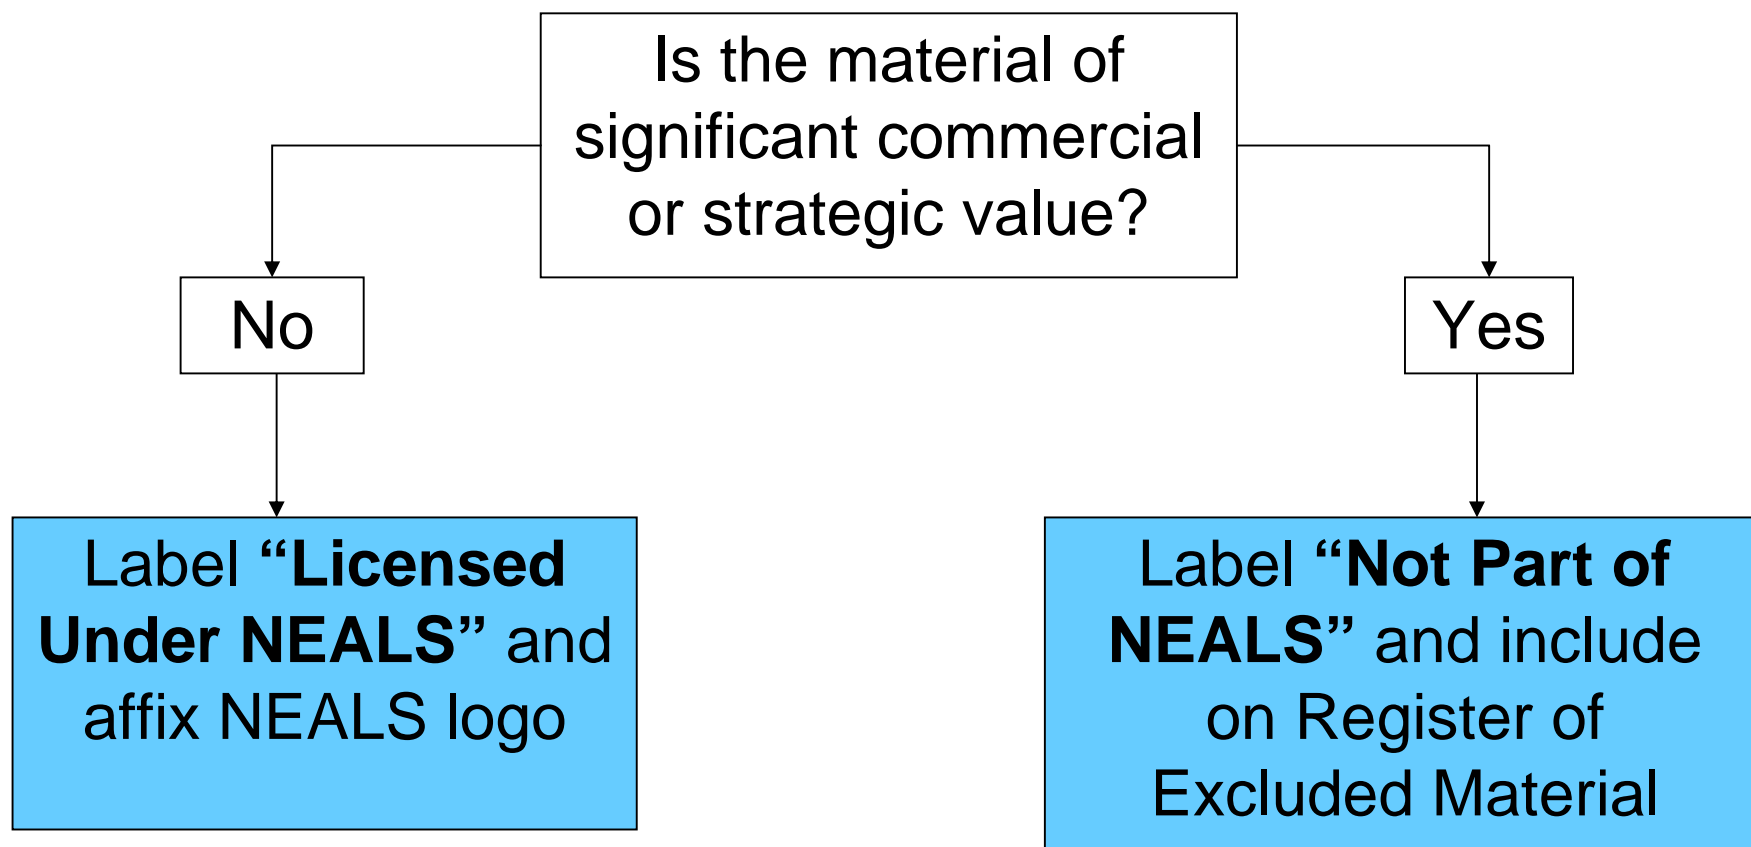 Is the material of
significant commercial
or strategic value?
No
Yes
Label “Licensed
Under NEALS” and
affix NEALS logo
Label “Not Part of
NEALS” and include
on Register of
Excluded Material